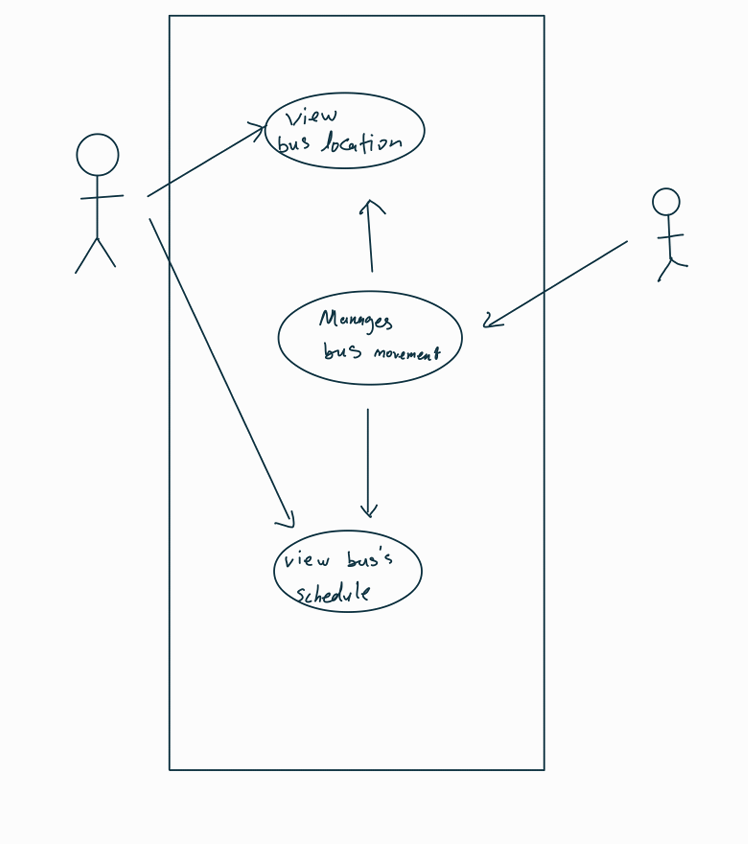 view
bus location
Manages
bus movement
view bus's
schedule